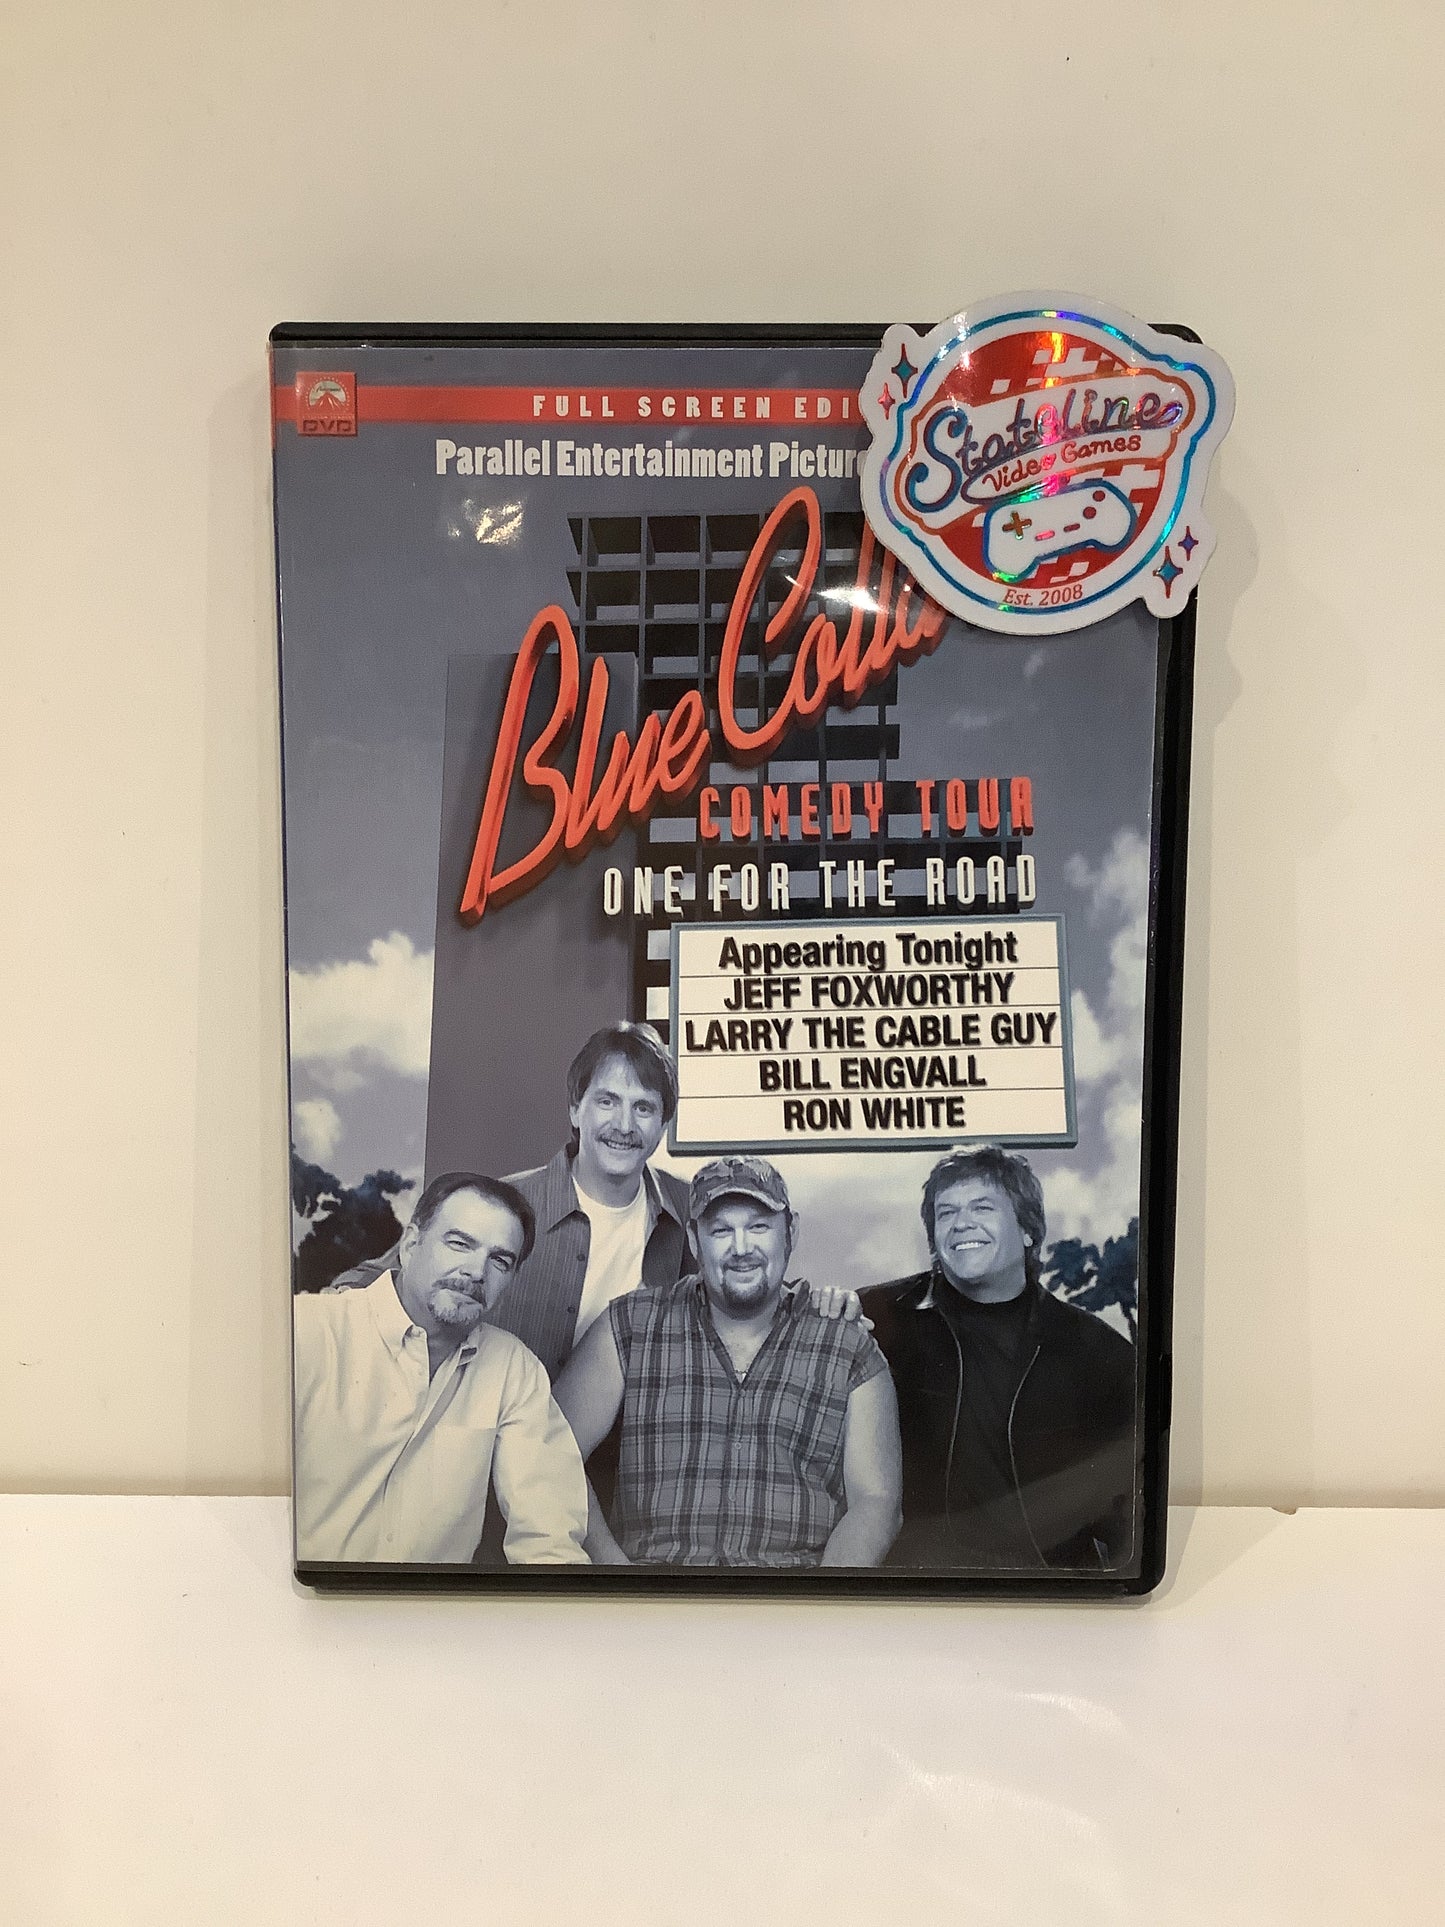 FULL SCREEN EDI
Parallel Entertainment Pictur
Blue Coll
COMEDY TOUR
ONE FOR THE ROAD
Appearing Tonight
JEFF FOXWORTHY
LARRY THE CABLE GUY
BILL ENGVALL
RON WHITE
DVD
Stateline
Video Games
Est. 2008